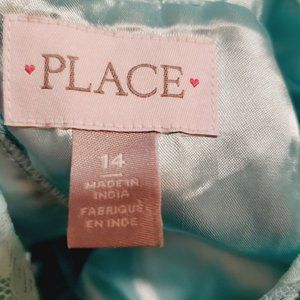 PLACE
14
MADE IN
INDIA
FABRIQUÉ
EN INDE